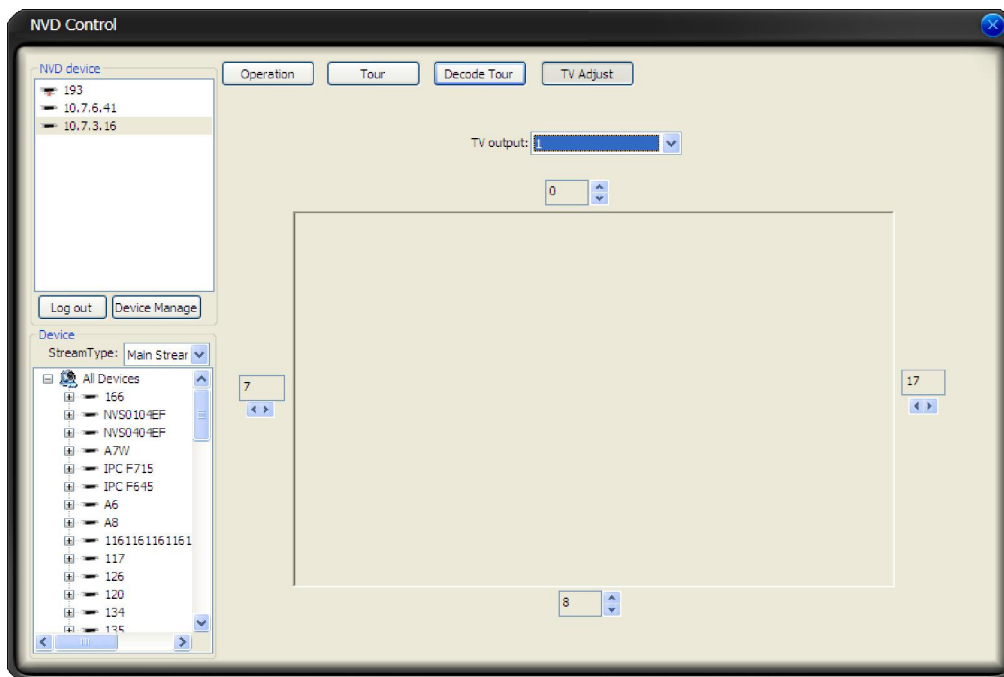 NVD Control
NVD device
193
10.7.6.41
10.7.3.16
Log out
Device Manage
Device
StreamType:
Main Strear
All Devices
166
NVS0104EF
NVS0404EF
A7W
IPC F715
IPC F645
A6
A8
1161161161161
117
126
120
134
135
Operation
Tour
Decode Tour
TV Adjust
TV output:
1
0
7
17
8